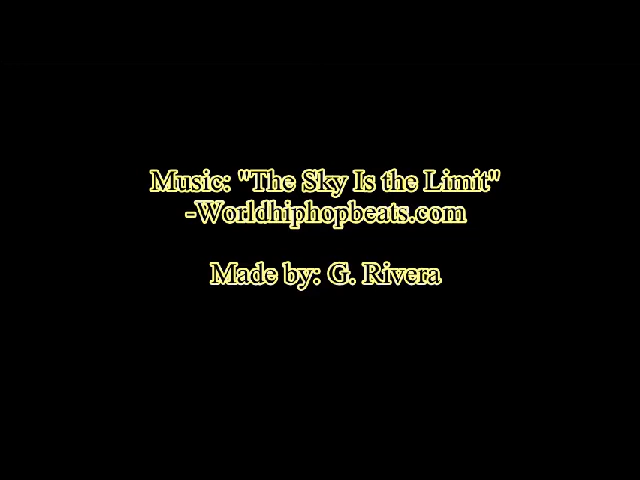 Music: "The Sky Is the Limit"
-Worldhiphopbeats.com
Made by: G. Rivera